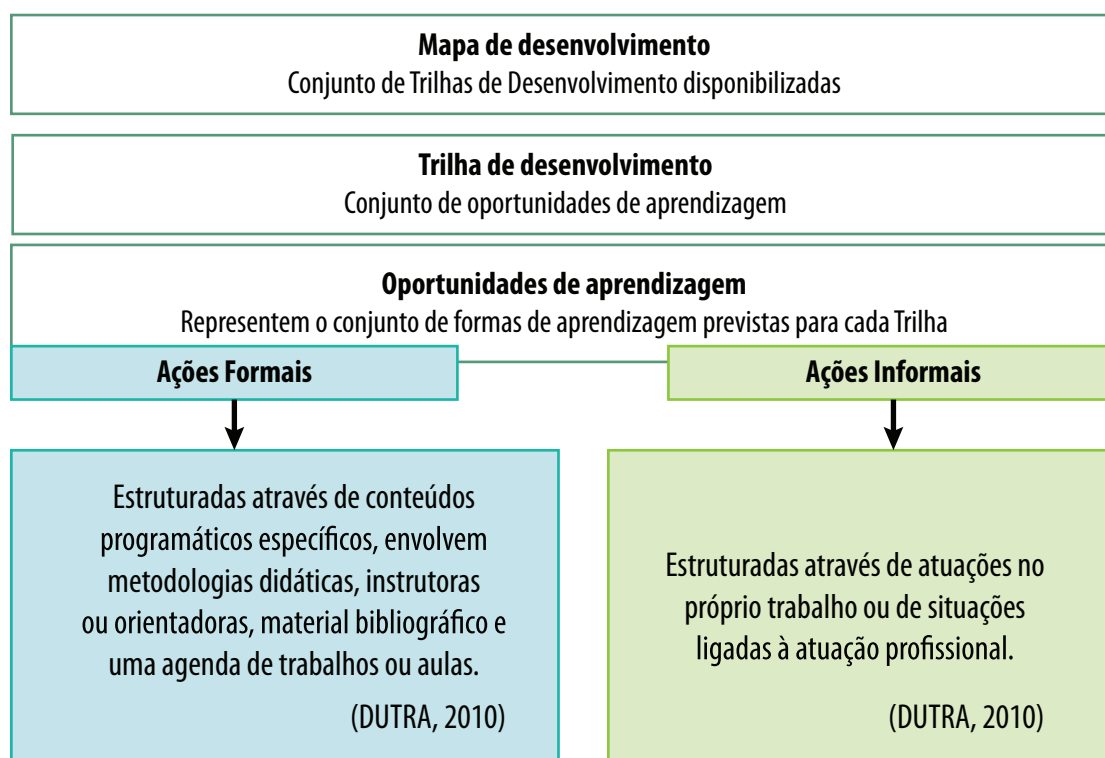 Mapa de desenvolvimento
Conjunto de Trilhas de Desenvolvimento disponibilizadas
Trilha de desenvolvimento
Conjunto de oportunidades de aprendizagem
Oportunidades de aprendizagem
Representem o conjunto de formas de aprendizagem previstas para cada Trilha
Ações Formais
Estruturadas através de conteúdos
programáticos específicos, envolvem
metodologias didáticas, instrutoras
ou orientadoras, material bibliográfico e
uma agenda de trabalhos ou aulas.
(DUTRA, 2010)
Ações Informais
Estruturadas através de atuações no
próprio trabalho ou de situações
ligadas à atuação profissional.
(DUTRA, 2010)